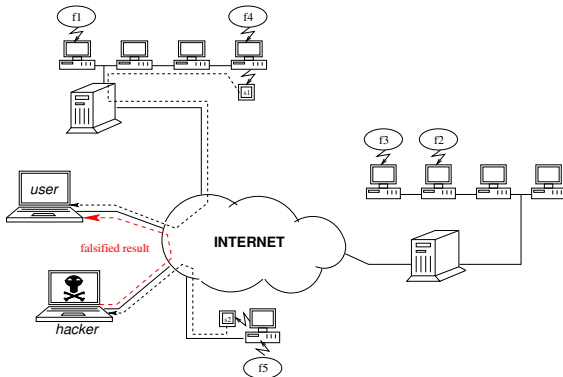 f1
f4
s1
f3
f2
user
INTERNET
falsified result
s2
hacker
f5